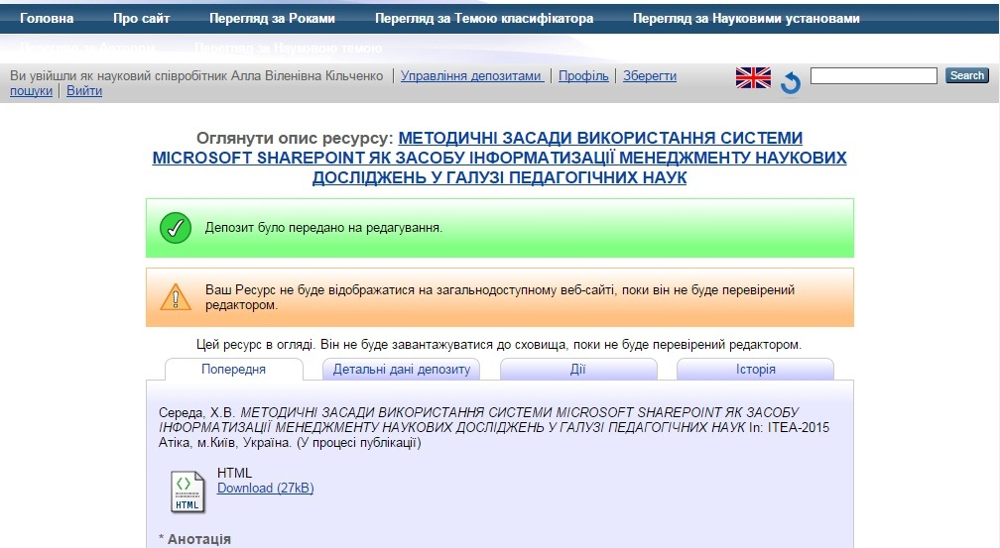 Головна Про сайт Перегляд за Роками Перегляд за Темою класифікатора Перегляд за Науковими установами
Перегляд за Автором Перегляд за Науковою темою
Ви увійшли як науковий співробітник Алла Віленівна Кільченко | Управління депозитами | Профіль | Зберегти
пошуки | Вийти
Search
Оглянути опис ресурсу: МЕТОДИЧНІ ЗАСАДИ ВИКОРИСТАННЯ СИСТЕМИ
MICROSOFT SHAREPOINT ЯК ЗАСОБУ ІНФОРМАТИЗАЦІЇ МЕНЕДЖМЕНТУ НАУКОВИХ
ДОСЛІДЖЕНЬ У ГАЛУЗІ ПЕДАГОГІЧНИХ НАУК
Депозит було передано на редагування.
Ваш Ресурс не буде відображатися на загальнодоступному веб-сайті, поки він не буде перевірений
редактором.
Цей ресурс в огляді. Він не буде завантажуватися до сховища, поки не буде перевірений редактором.
Попередня Детальні дані депозиту Дії Історія
Середа, Х.В. МЕТОДИЧНІ ЗАСАДИ ВИКОРИСТАННЯ СИСТЕМИ MICROSOFT SHAREPOINT ЯК ЗАСОБУ
ІНФОРМАТИЗАЦІЇ МЕНЕДЖМЕНТУ НАУКОВИХ ДОСЛІДЖЕНЬ У ГАЛУЗІ ПЕДАГОГІЧНИХ НАУК In: ITEA-2015
Атіка, м.Київ, Україна. (У процесі публікації)
HTML
Download (27kB)
HTML
* Анотація